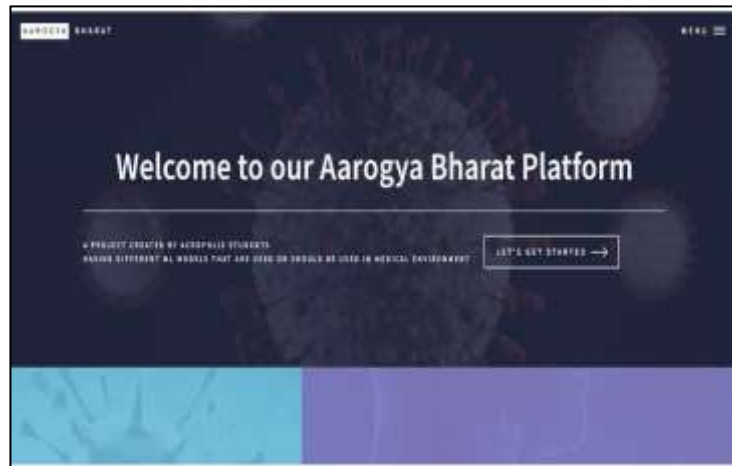 AAROGYA BHARAT
MENU
Welcome to our Aarogya Bharat Platform
A PROJECT CREATED BY ACROPOLIS STUDENTS
HAVING DIFFERENT ML MODELS THAT ARE USED OR SHOULD BE USED IN MEDICAL ENVIRONMENT
LET'S GET STARTED